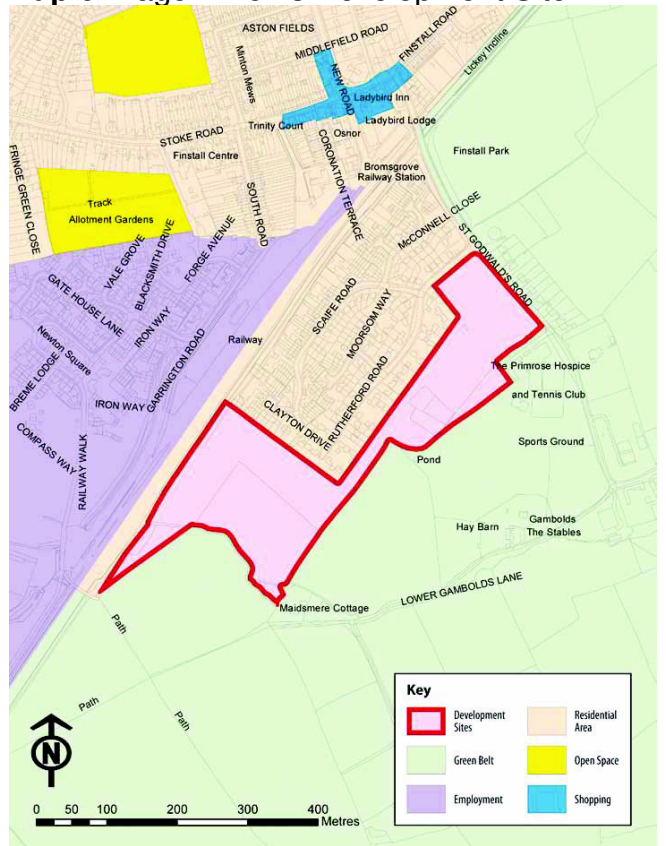 ASTON FIELDS
MIDDLEFIELD ROAD
FINSTALL ROAD
Lickey Incline
Minton Mews
NEW ROAD
Ladybird Inn
Trinity Court
Ladybird Lodge
Osnor
STOKE ROAD
Finstall Centre
Finstall Park
CORONATION TERRACE
Bromsgrove
Railway Station
FRINGE GREEN CLOSE
Track
Allotment Gardens
SOUTH ROAD
McCONNELL CLOSE
ST GODWALD'S ROAD
VALE GROVE
BLACKSMITH DRIVE
FORGE AVENUE
GATE HOUSE LANE
IRON WAY
SCAIFE ROAD
MOORSOM WAY
Newton Square
Railway
GARRINGTON ROAD
RUTHERFORD ROAD
BREME LODGE
The Primrose Hospice
and Tennis Club
IRON WAY
CLAYTON DRIVE
COMPASS WAY
RAILWAY WALK
Sports Ground
Pond
Hay Barn
Gambolds
The Stables
LOWER GAMBOLDS LANE
Maidsmere Cottage
Path
Path
Path
Key
Development
Sites
Residential
Area
Green Belt
Open Space
Employment
Shopping
N
0 50 100 200 300 400
Metres